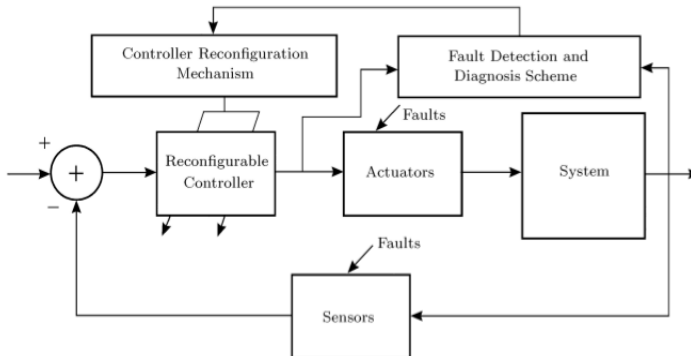 Controller Reconfiguration
Mechanism
Fault Detection and
Diagnosis Scheme
Faults
+
+
Reconfigurable
Controller
Actuators
System
−
Faults
Sensors